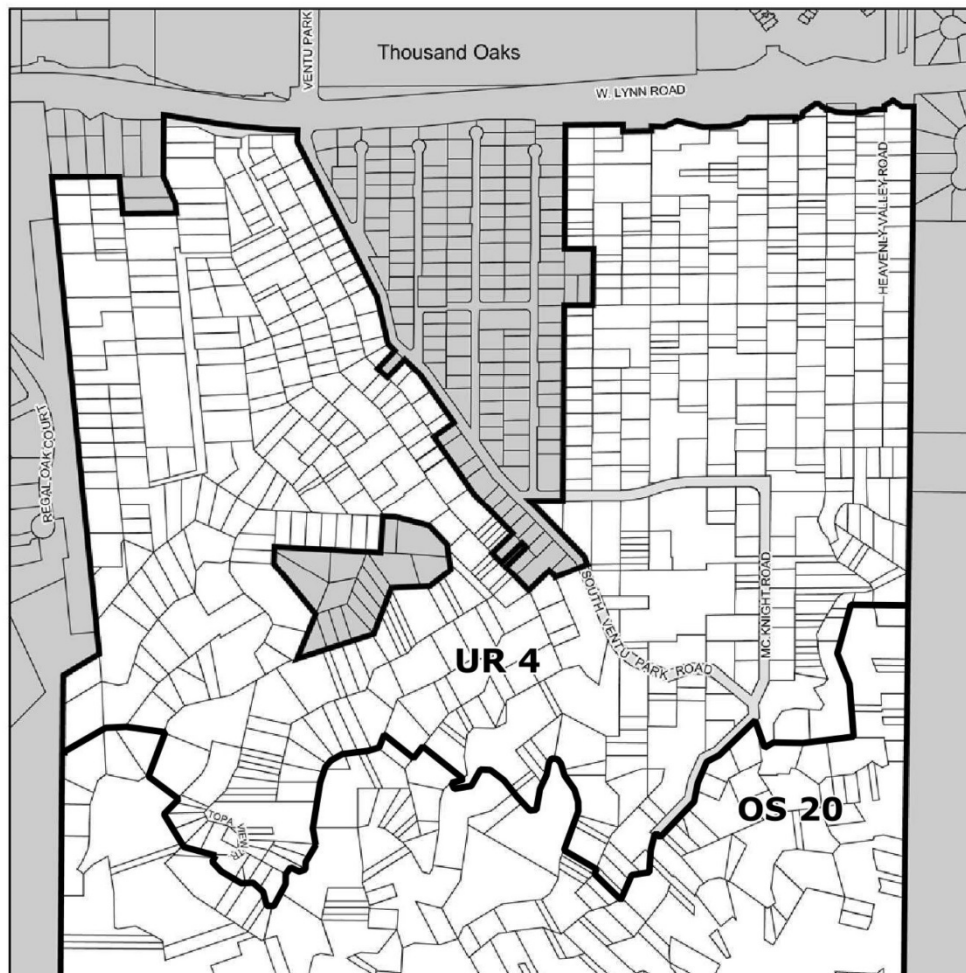 VENTU PARK
Thousand Oaks
W. LYNN ROAD
HEAVENLY VALLEY ROAD
REGAL OAK COURT
SOUTH VENTU PARK ROAD
MC KNIGHT ROAD
UR 4
OS 20
TOPA VIEW TR